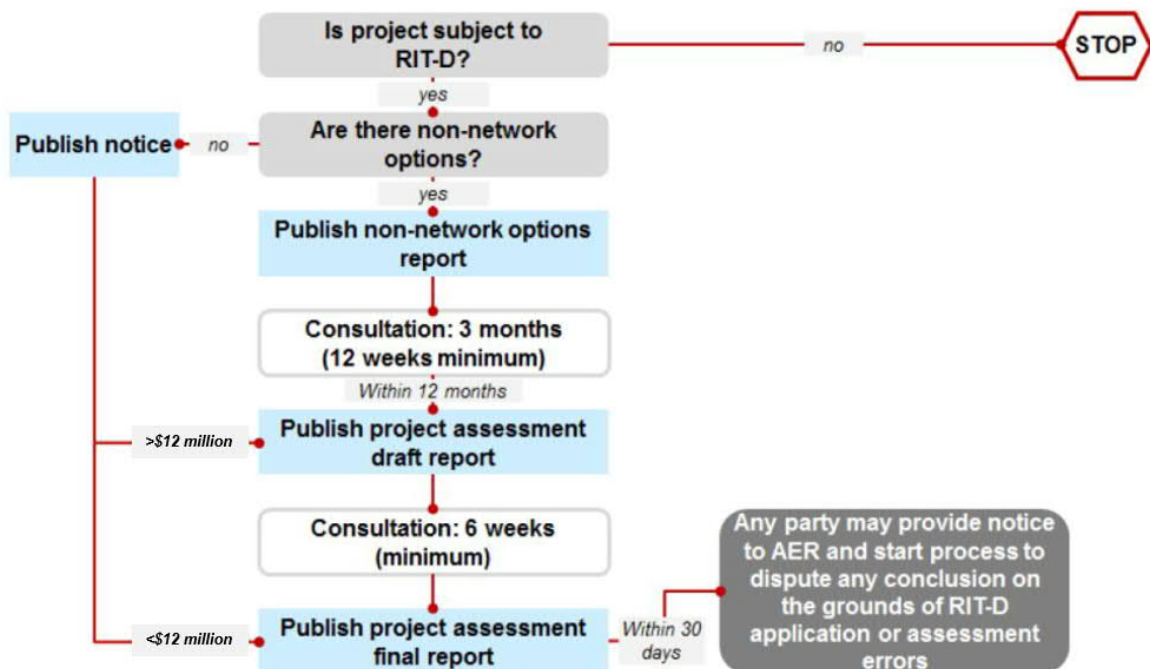 Is project subject to
RIT-D?
no
STOP
yes
Publish notice
no
Are there non-network
options?
yes
Publish non-network options
report
Consultation: 3 months
(12 weeks minimum)
Within 12 months
>$12 million
Publish project assessment
draft report
Consultation: 6 weeks
(minimum)
<$12 million
Publish project assessment
final report
Within 30
days
Any party may provide notice
to AER and start process to
dispute any conclusion on
the grounds of RIT-D
application or assessment
errors